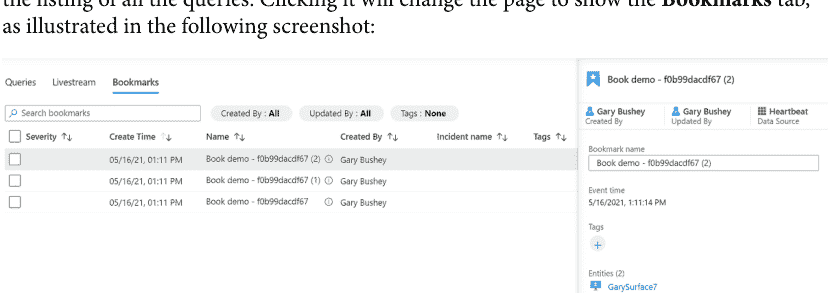 the listing of all the queries. Clicking it will change the page to show the Bookmarks tab,
as illustrated in the following screenshot:
Queries Livestream Bookmarks
Search bookmarks Created By : All Updated By : All Tags : None
Severity ↑↓ Create Time ↑↓ Name ↑↓ Created By ↑↓ Incident name ↑↓ Tags ↑↓
05/16/21, 01:11 PM Book demo - f0b99dacdf67 (2) Gary Bushey
05/16/21, 01:11 PM Book demo - f0b99dacdf67 (1) Gary Bushey
05/16/21, 01:11 PM Book demo - f0b99dacdf67 Gary Bushey
Book demo - f0b99dacdf67 (2)
Gary Bushey Gary Bushey Heartbeat
Created By Updated By Data Source
Bookmark name
Book demo - f0b99dacdf67 (2)
Event time
5/16/2021, 1:11:14 PM
Tags
+
Entities (2)
GarySurface7